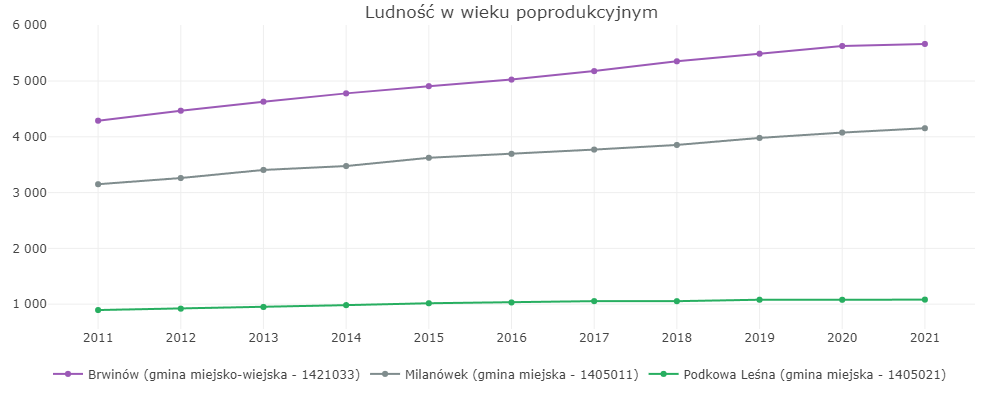 Ludność w wieku poprodukcyjnym
6 000
5 000
4 000
3 000
2 000
1 000
2011 2012 2013 2014 2015 2016 2017 2018 2019 2020 2021
Brwinów (gmina miejsko-wiejska - 1421033) Milanówek (gmina miejska - 1405011) Podkowa Leśna (gmina miejska - 1405021)